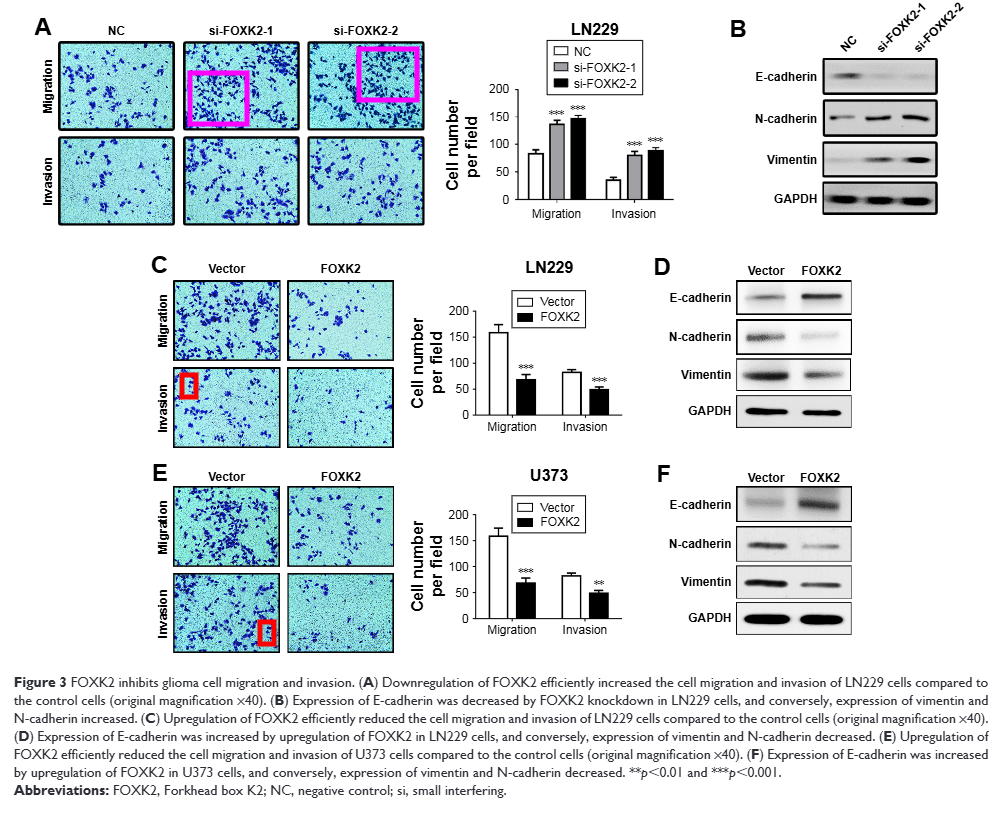 A
NC
si-FOXK2-1
si-FOXK2-2
Migration
Invasion
LN229
NC
si-FOXK2-1
si-FOXK2-2
Cell number
per field
200
150
100
50
0
***
***
***
***
Migration
Invasion
B
NC
si-FOXK2-1
si-FOXK2-2
E-cadherin
N-cadherin
Vimentin
GAPDH
C
Vector
FOXK2
Migration
Invasion
LN229
Vector
FOXK2
Cell number
per field
200
150
100
50
0
***
***
Migration
Invasion
D
Vector
FOXK2
E-cadherin
N-cadherin
Vimentin
GAPDH
E
Vector
FOXK2
Migration
Invasion
U373
Vector
FOXK2
Cell number
per field
200
150
100
50
0
***
**
Migration
Invasion
F
Vector
FOXK2
E-cadherin
N-cadherin
Vimentin
GAPDH
Figure 3 FOXK2 inhibits glioma cell migration and invasion. (A) Downregulation of FOXK2 efficiently increased the cell migration and invasion of LN229 cells compared to
the control cells (original magnification ×40). (B) Expression of E-cadherin was decreased by FOXK2 knockdown in LN229 cells, and conversely, expression of vimentin and
N-cadherin increased. (C) Upregulation of FOXK2 efficiently reduced the cell migration and invasion of LN229 cells compared to the control cells (original magnification ×40).
(D) Expression of E-cadherin was increased by upregulation of FOXK2 in LN229 cells, and conversely, expression of vimentin and N-cadherin decreased. (E) Upregulation of
FOXK2 efficiently reduced the cell migration and invasion of U373 cells compared to the control cells (original magnification ×40). (F) Expression of E-cadherin was increased
by upregulation of FOXK2 in U373 cells, and conversely, expression of vimentin and N-cadherin decreased. **p<0.01 and ***p<0.001.
Abbreviations: FOXK2, Forkhead box K2; NC, negative control; si, small interfering.